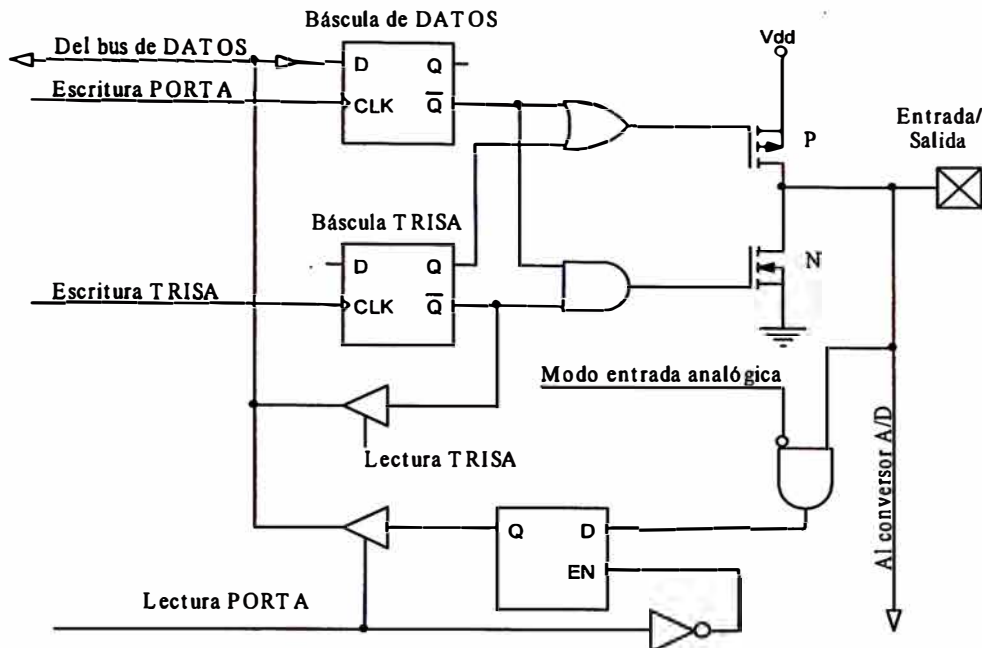 Báscula de DATOS
Del bus de DATOS
D
Q
Vdd
Escritura PORTA
CLK
Q
Entrada/
Salida
P
Báscula TRISA
D
Q
N
Escritura TRISA
CLK
Q
Modo entrada analógica
Lectura TRISA
Al conversor A/D
Q
D
EN
Lectura PORTA